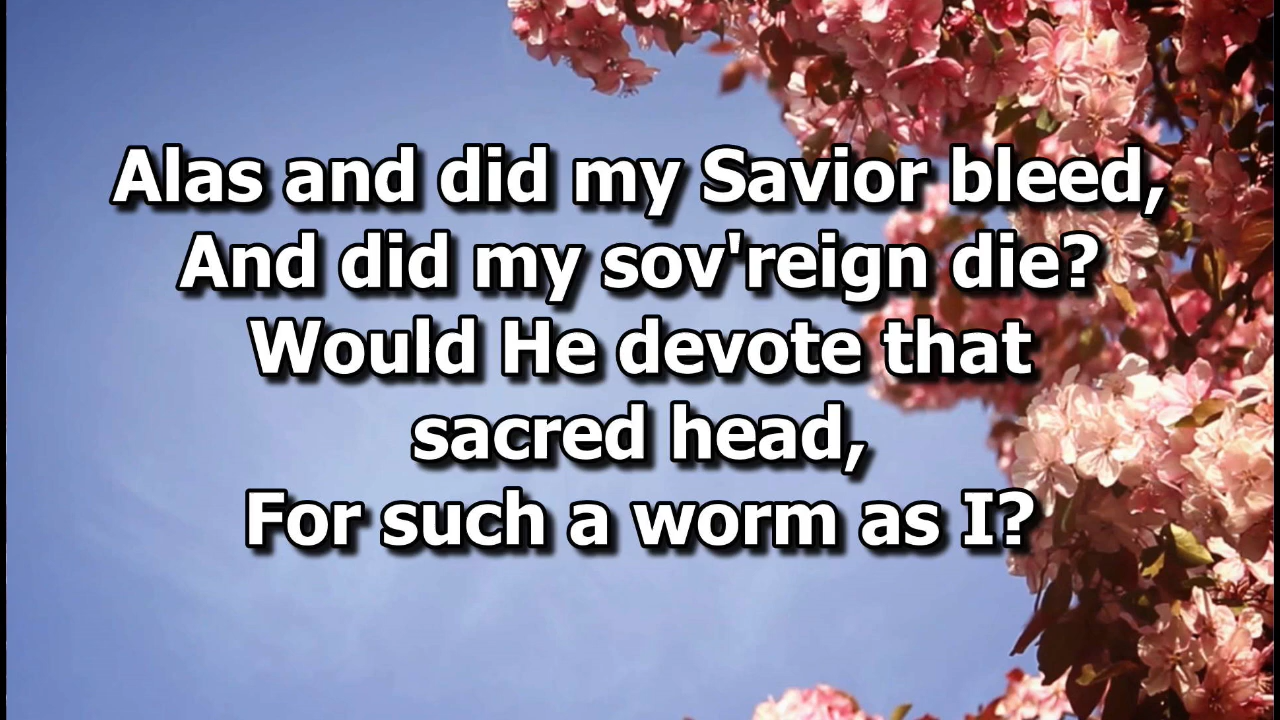 Alas and did my Savior bleed,
And did my sov'reign die?
Would He devote that
sacred head,
For such a worm as I?